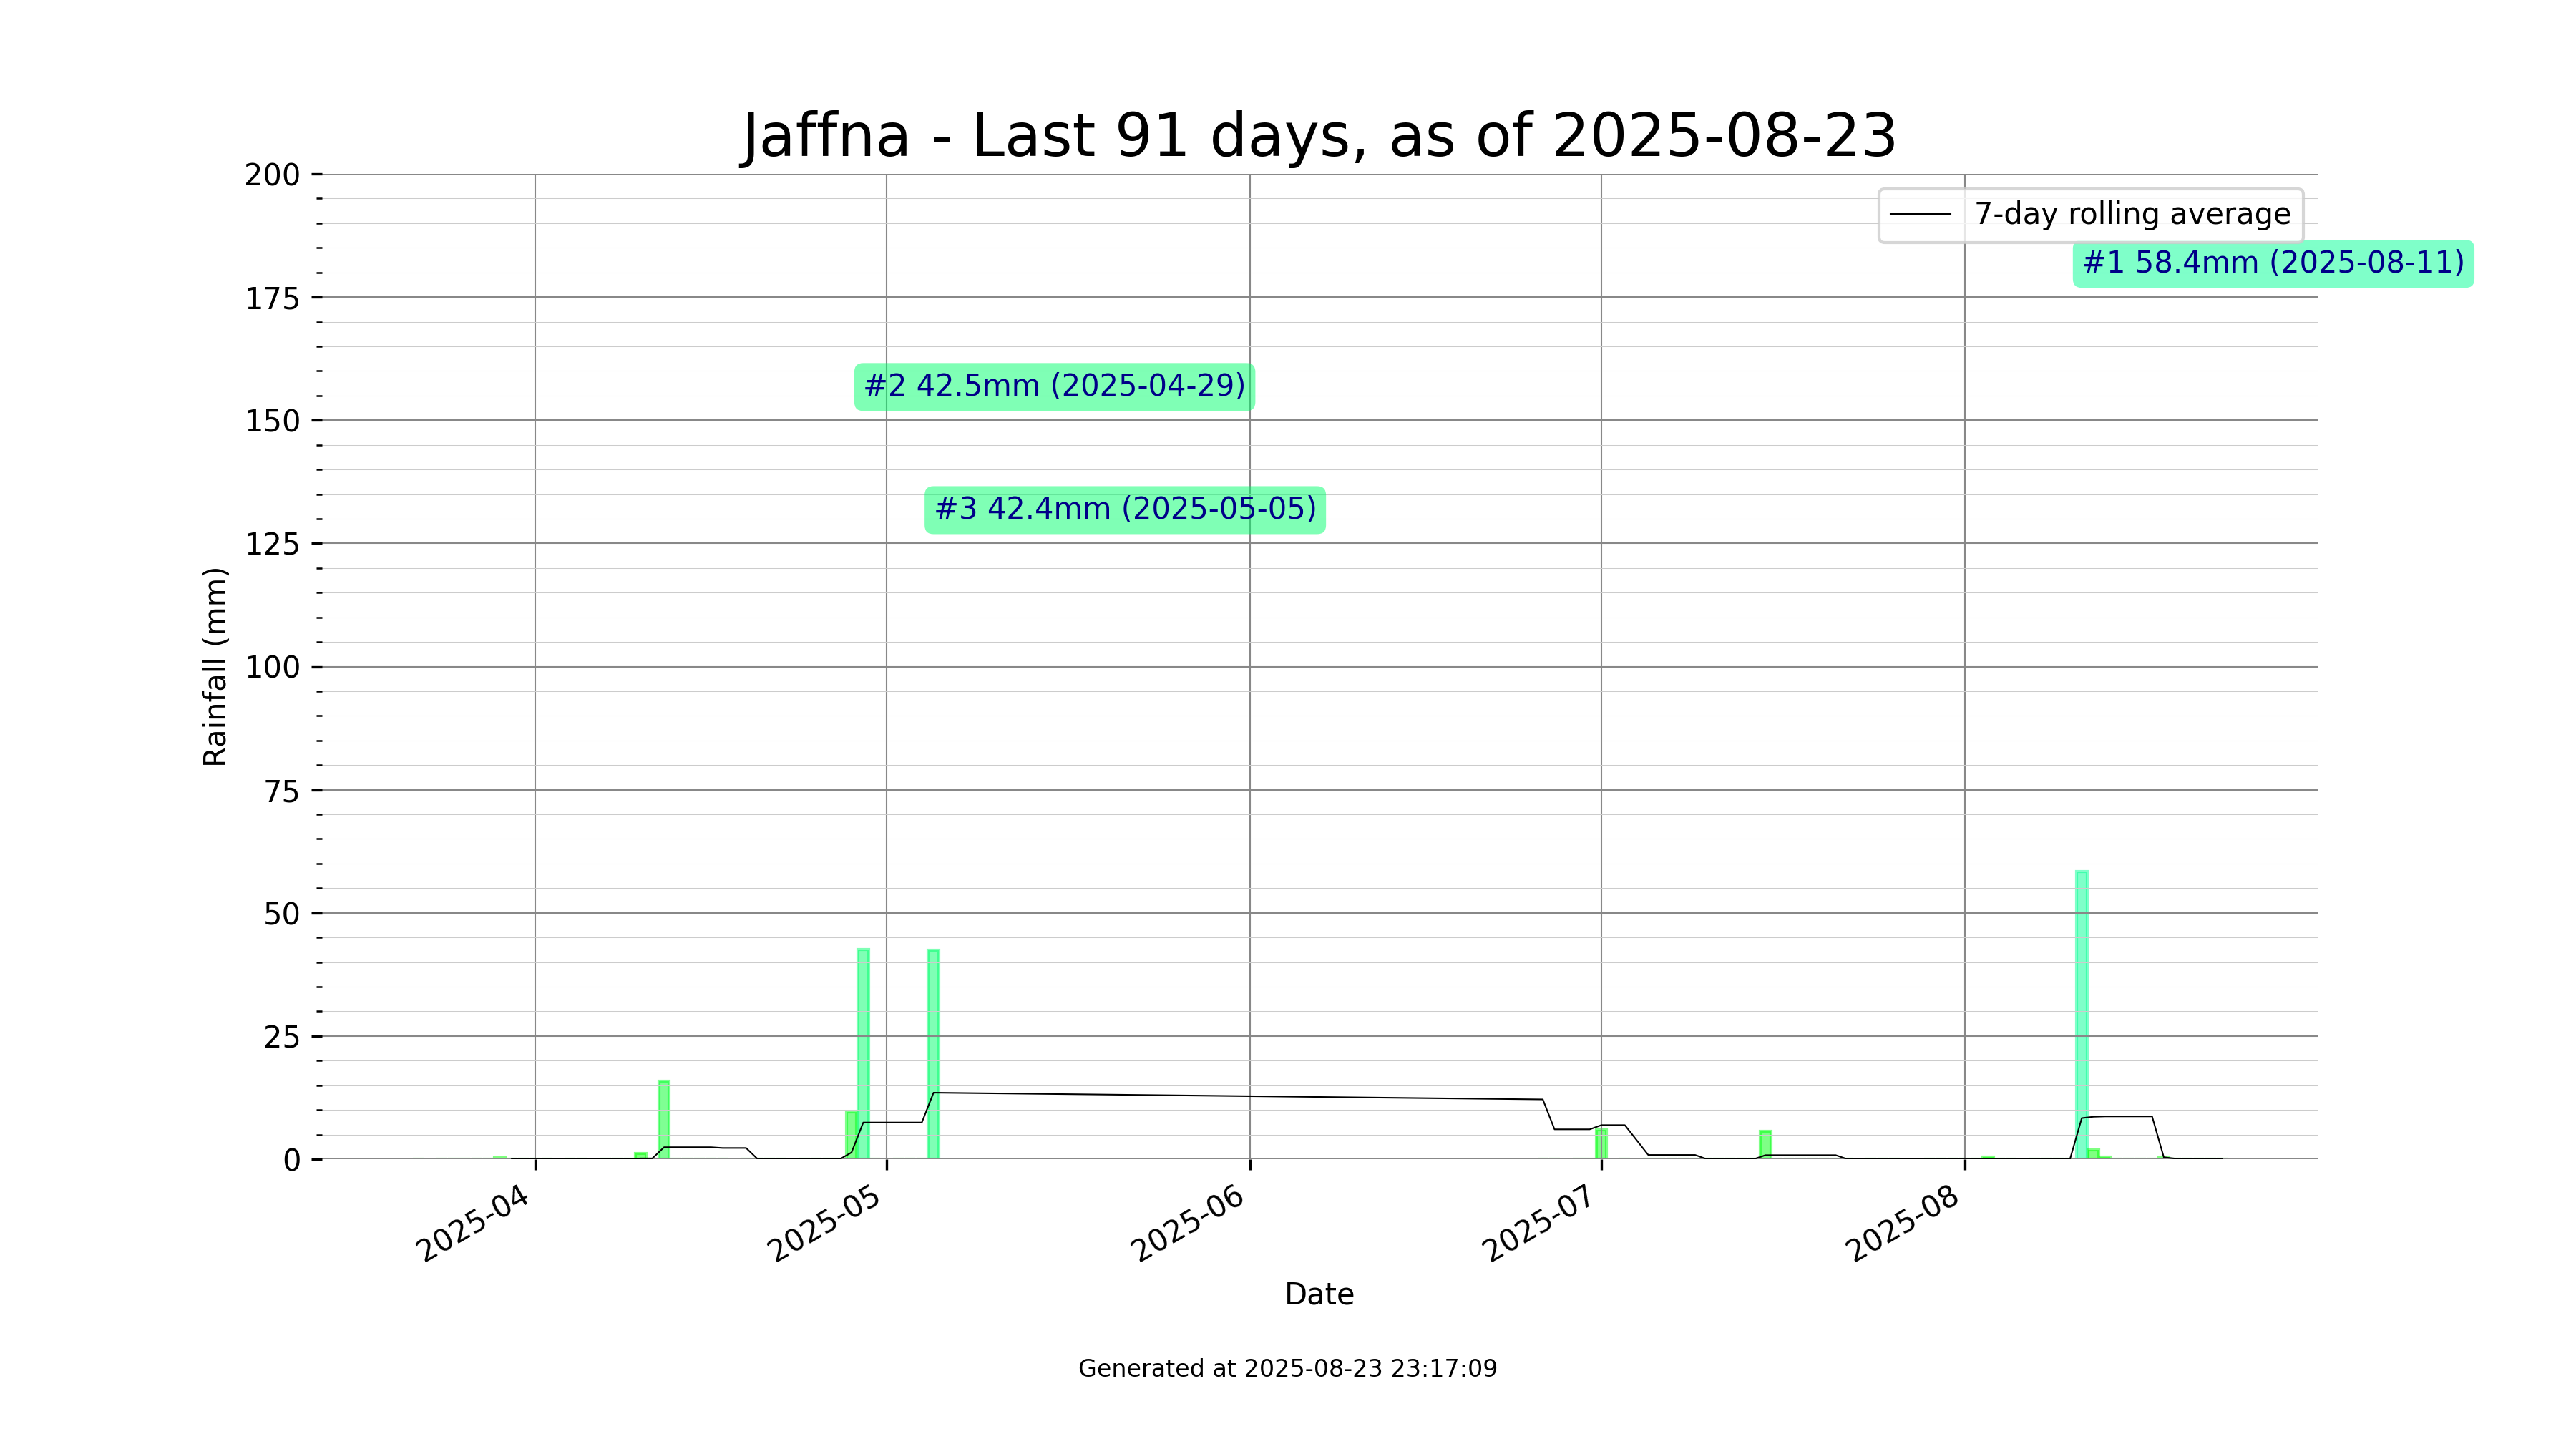 Jaffna - Last 91 days, as of 2025-08-23
200
175
150
125
100
75
50
25
0
Rainfall (mm)
7-day rolling average
#1 58.4mm (2025-08-11)
#2 42.5mm (2025-04-29)
#3 42.4mm (2025-05-05)
2025-04
2025-05
2025-06
2025-07
2025-08
Date
Generated at 2025-08-23 23:17:09